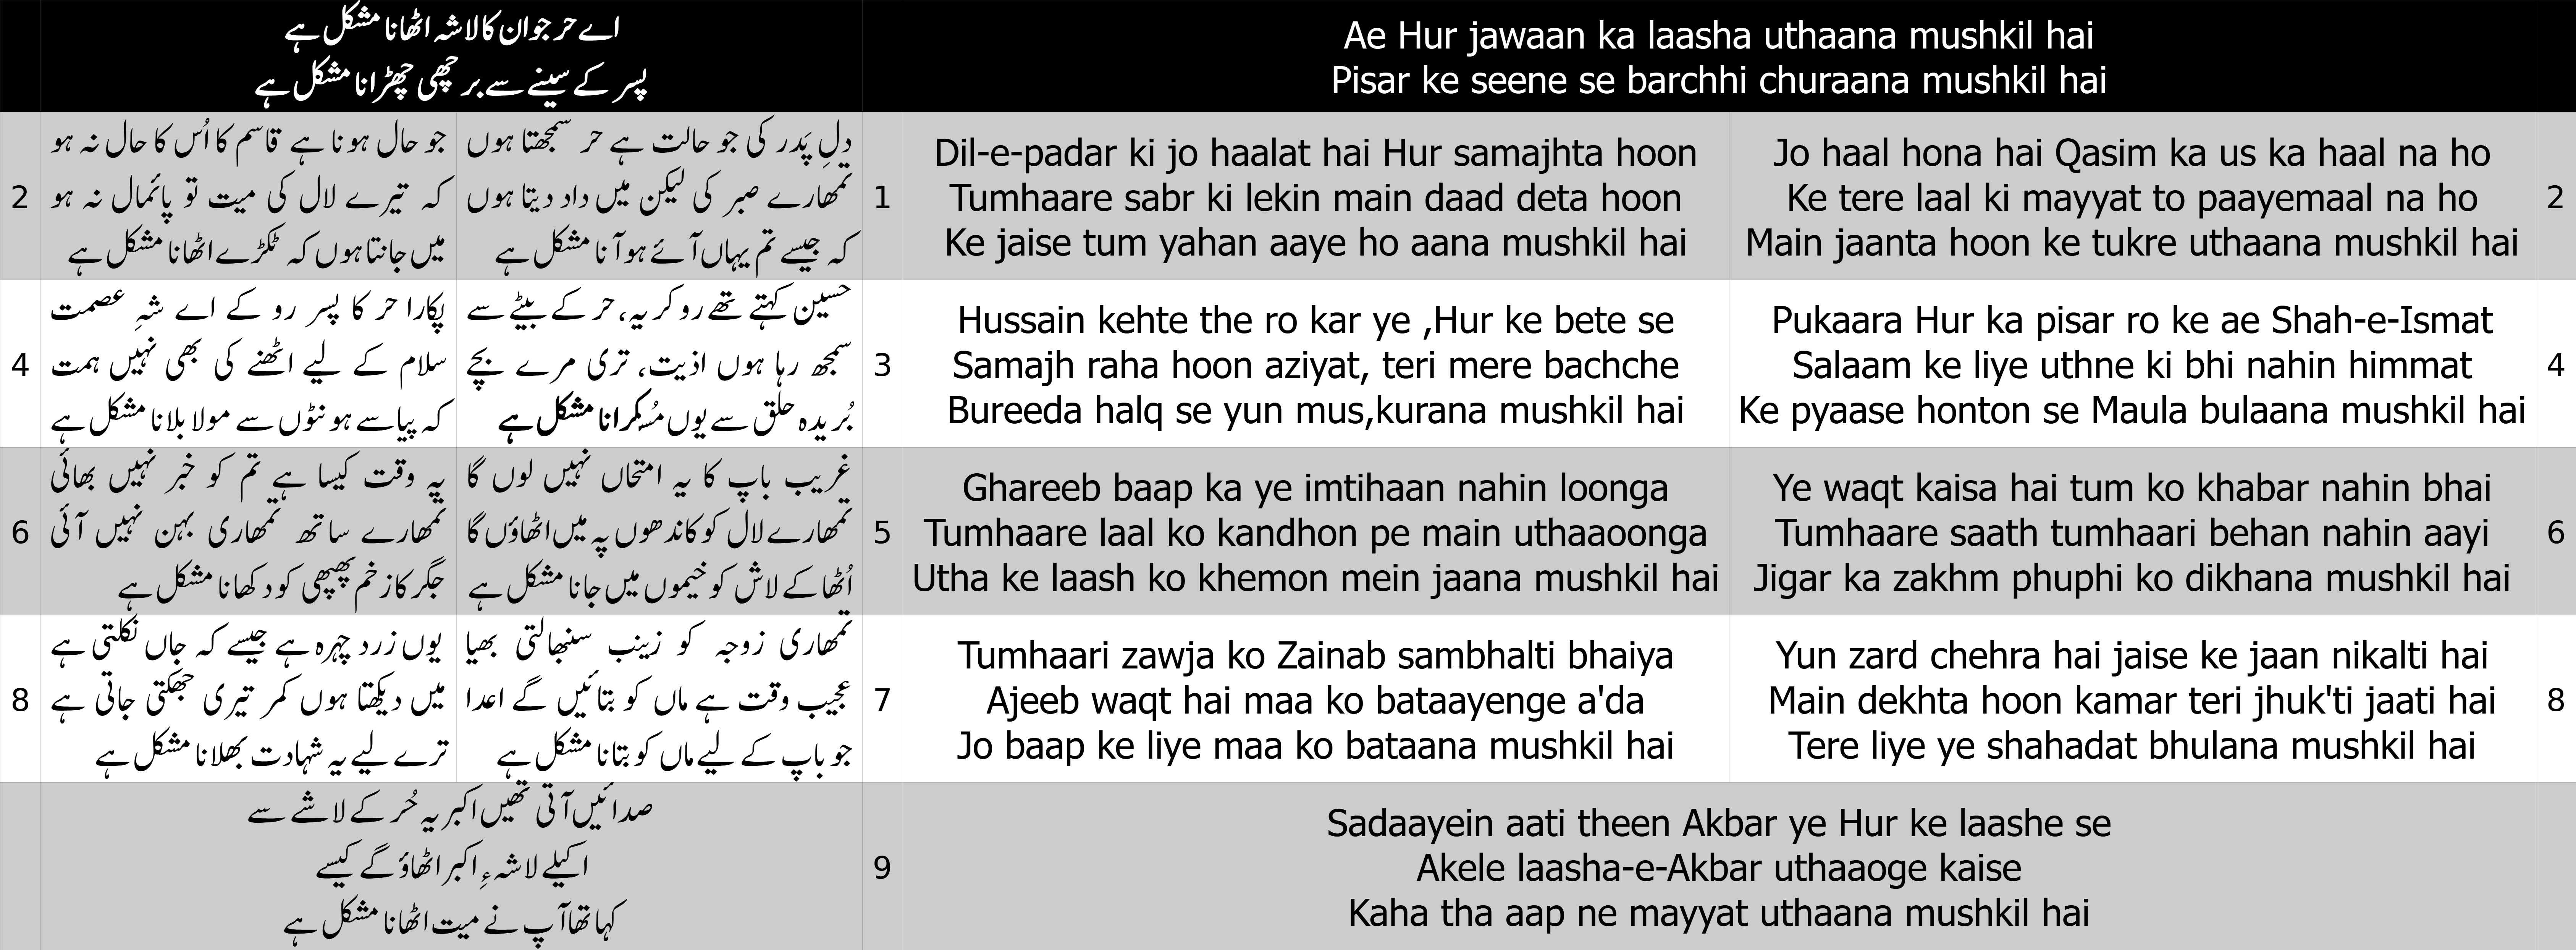 اے حر جوان کا لاشہ اٹھانا مشکل ہے
پسر کے سینے سے برچھی چھڑانا مشکل ہے
1
دلِ پَدر کی جو حالت ہے حر سمجھتا ہوں
تمھارے صبر کی لیکن میں داد دیتا ہوں
کہ جیسے تم یہاں آئے ہو آنا مشکل ہے
2
جو حال ہونا ہے قاسم کا اُس کا حال نہ ہو
کہ تیرے لال کی میت تو پائمال نہ ہو
میں جانتا ہوں کہ ٹکڑے اٹھانا مشکل ہے
3
حسین کہتے تھے رو کر یہ، حر کے بیٹے سے
سمجھ رہا ہوں اذیت، تری مرے بچے
بُریدہ حلق سے یوں مُسکرانا مشکل ہے
4
پکارا حر کا پسر رو کے اے شہِ عصمت
سلام کے لیے اٹھنے کی بھی نہیں ہمت
کہ پیاسے ہونٹوں سے مولا بلانا مشکل ہے
5
غریب باپ کا یہ امتحاں نہیں لوں گا
تمھارے لال کو کاندھوں پہ میں اٹھاؤں گا
اُٹھا کے لاش کو خیموں میں جانا مشکل ہے
6
یہ وقت کیسا ہے تم کو خبر نہیں بھائی
تمھارے ساتھ تمھاری بہن نہیں آئی
جگر کا زخم پھپھی کو دکھانا مشکل ہے
7
تمھاری زوجہ کو زینب سنبھالتی بھیا
عجیب وقت ہے ماں کو بتائیں گے اعدا
جو باپ کے لیے ماں کو بتانا مشکل ہے
8
یوں زرد چہرہ ہے جیسے کہ جاں نکلتی ہے
میں دیکھتا ہوں کمر تیری جھکتی جاتی ہے
ترے لیے یہ شہادت بھلانا مشکل ہے
9
صدائیں آتی تھیں اکبر یہ حُر کے لاشے سے
اکیلے لاشہءِ اکبر اٹھاؤ گے کیسے
کہا تھا آپ نے میت اٹھانا مشکل ہے
Ae Hur jawaan ka laasha uthaana mushkil hai
Pisar ke seene se barchhi churaana mushkil hai
Dil-e-padar ki jo haalat hai Hur samajhta hoon
Tumhaare sabr ki lekin main daad deta hoon
Ke jaise tum yahan aaye ho aana mushkil hai
Jo haal hona hai Qasim ka us ka haal na ho
Ke tere laal ki mayyat to paayemaal na ho
Main jaanta hoon ke tukre uthaana mushkil hai
2
Hussain kehte the ro kar ye ,Hur ke bete se
Samajh raha hoon aziyat, teri mere bachche
Bureeda halq se yun mus,kurana mushkil hai
Pukaara Hur ka pisar ro ke ae Shah-e-Ismat
Salaam ke liye uthne ki bhi nahin himmat
Ke pyaase honton se Maula bulaana mushkil hai
4
Ghareeb baap ka ye imtihaan nahin loonga
Tumhaare laal ko kandhon pe main uthaaoonga
Utha ke laash ko khemon mein jaana mushkil hai
Ye waqt kaisa hai tum ko khabar nahin bhai
Tumhaare saath tumhaari behan nahin aayi
Jigar ka zakhm phuphi ko dikhana mushkil hai
6
Tumhaari zawja ko Zainab sambhalti bhaiya
Ajeeb waqt hai maa ko bataayenge a'da
Jo baap ke liye maa ko bataana mushkil hai
Yun zard chehra hai jaise ke jaan nikalti hai
Main dekhta hoon kamar teri jhuk'ti jaati hai
Tere liye ye shahadat bhulana mushkil hai
8
Sadaayein aati theen Akbar ye Hur ke laashe se
Akele laasha-e-Akbar uthaaoge kaise
Kaha tha aap ne mayyat uthaana mushkil hai